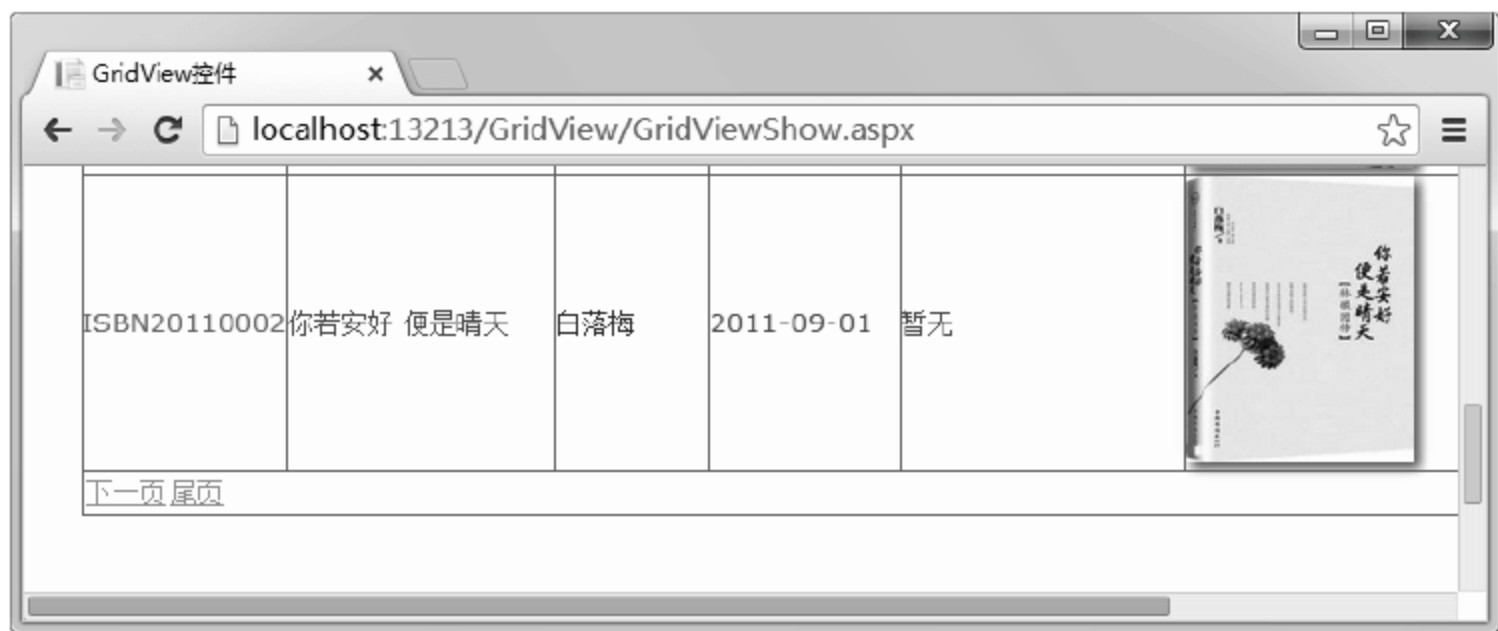 GridView控件
localhost:13213/GridView/GridViewShow.aspx
ISBN20110002 你若安好 便是晴天 白落梅 2011-09-01 暂无
你若安好
便是晴天
下一页 尾页